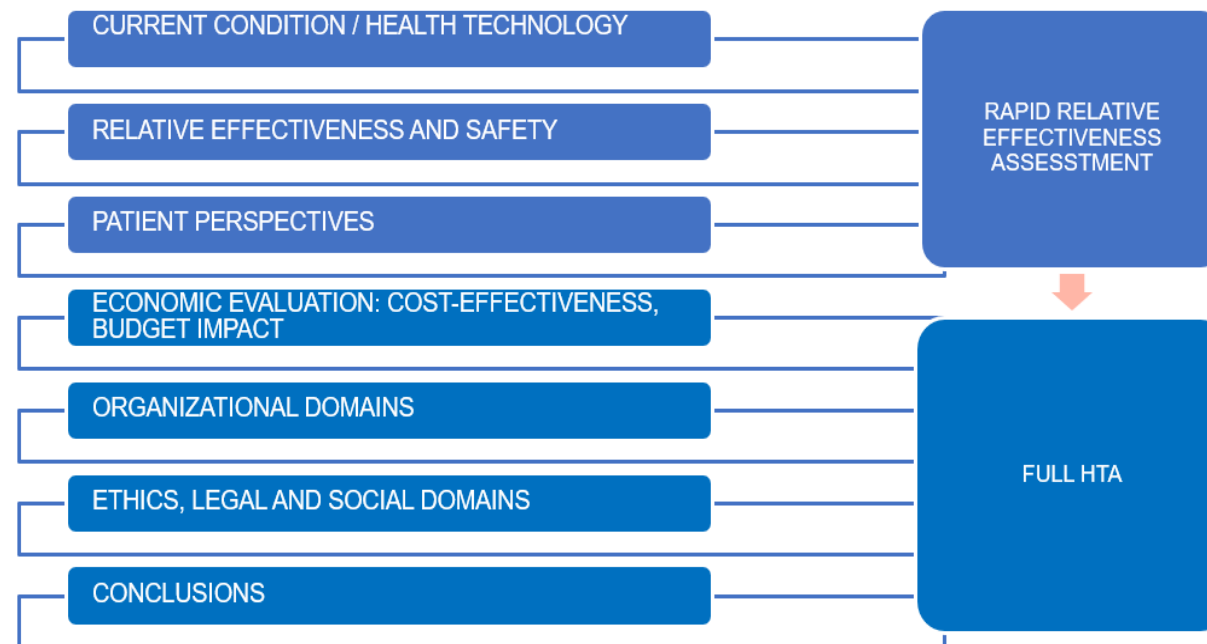 CURRENT CONDITION / HEALTH TECHNOLOGY
RELATIVE EFFECTIVENESS AND SAFETY
PATIENT PERSPECTIVES
RAPID RELATIVE
EFFECTIVENESS
ASSESSTMENT
ECONOMIC EVALUATION: COST-EFFECTIVENESS,
BUDGET IMPACT
ORGANIZATIONAL DOMAINS
ETHICS, LEGAL AND SOCIAL DOMAINS
CONCLUSIONS
FULL HTA